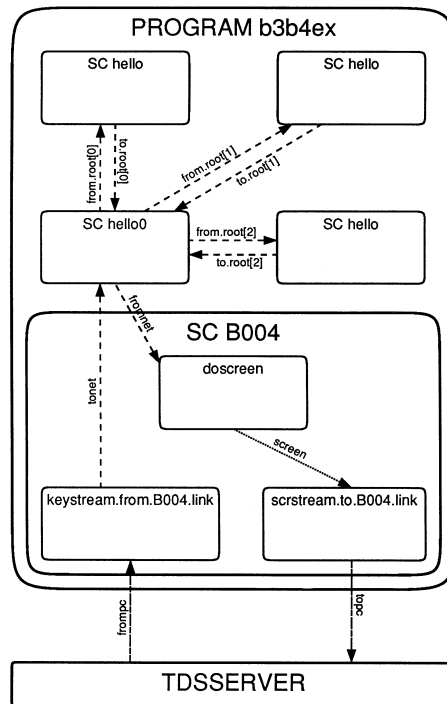 PROGRAM b3b4ex
SC hello
SC hello
from.root[0]
to.root[0]
from.root[1]
to.root[1]
SC hello0
from.root[2]
to.root[2]
SC hello
SC B004
tonet
fromnet
doscreen
screen
keystream.from.B004.link
scrstream.to.B004.link
frompc
topc
TDSSERVER